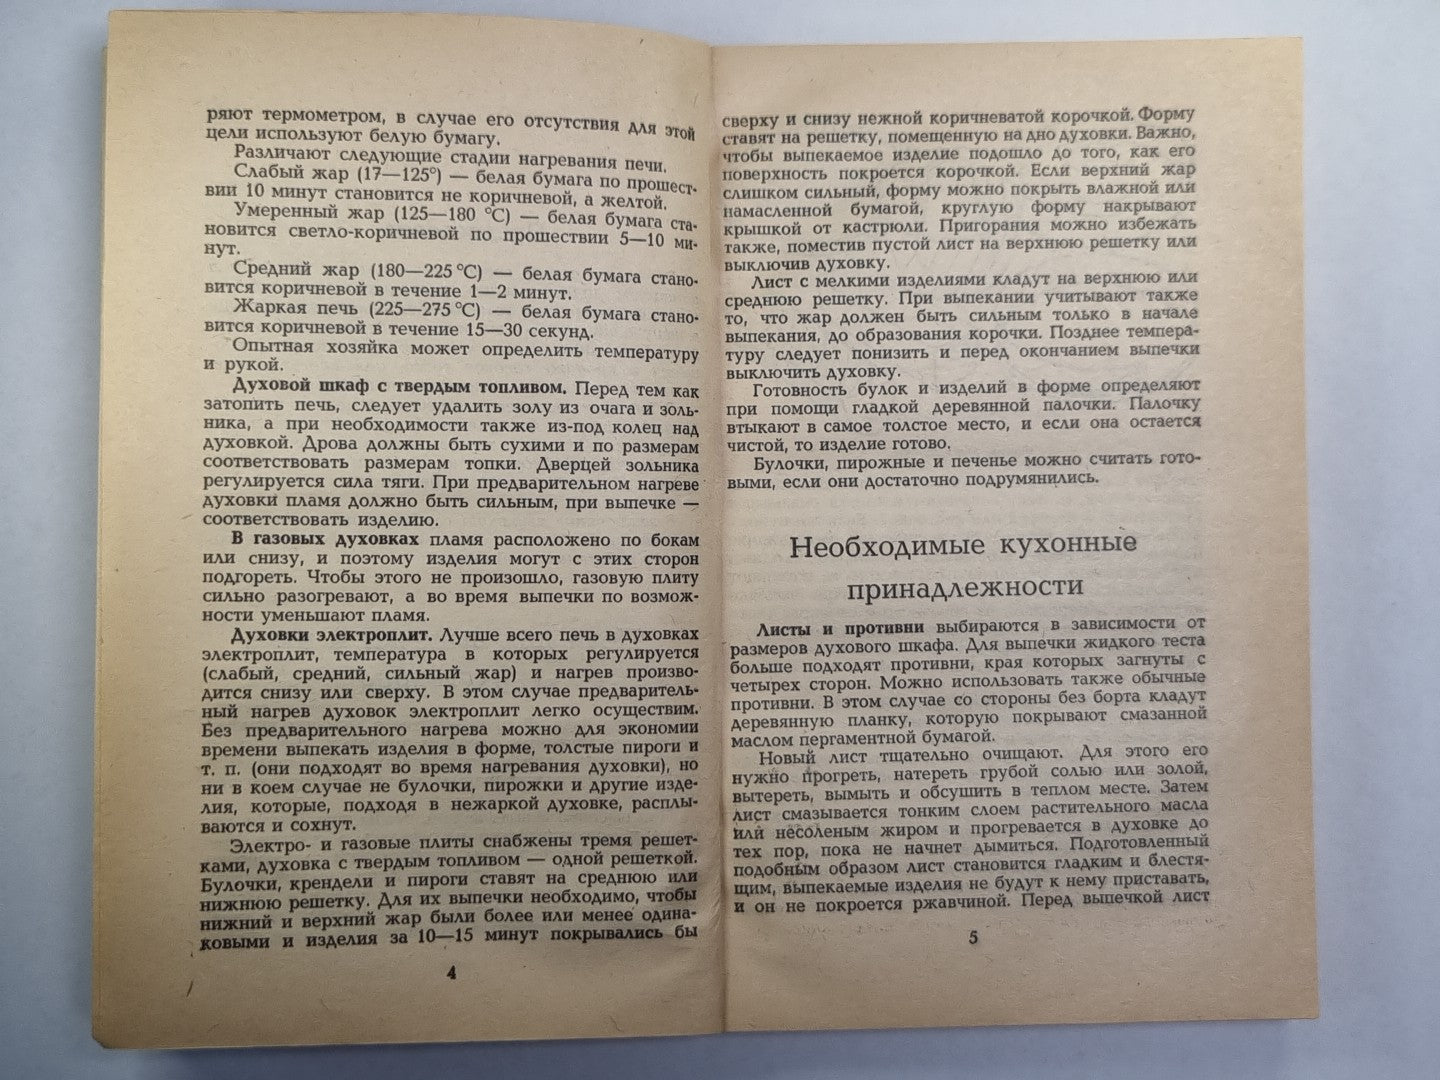 ряют термометром, в случае его отсутствия для этой
цели используют белую бумагу.
Различают следующие стадии нагревания печи.
Слабый жар (17—125°) — белая бумага по прошест-
вии 10 минут становится не коричневой, а желтой.
Умеренный жар (125—180 °С) — белая бумага ста-
новится светло-коричневой по прошествии 5—10 ми-
нут.
Средний жар (180—225 °С) — белая бумага стано-
вится коричневой в течение 1—2 минут.
Жаркая печь (225—275 °С) — белая бумага стано-
вится коричневой в течение 15—30 секунд.
Опытная хозяйка может определить температуру
и рукой.
Духовой шкаф с твердым топливом. Перед тем как
затопить печь, следует удалить золу из очага и золь-
ника, а при необходимости также из-под колец над
духовкой. Дрова должны быть сухими и по размерам
соответствовать размерам топки. Дверцей зольника
регулируется сила тяги. При предварительном нагреве
духовки пламя должно быть сильным, при выпечке —
соответствовать изделию.
В газовых духовках пламя расположено по бокам
или снизу, и поэтому изделия могут с этих сторон
подгореть. Чтобы этого не произошло, газовую плиту
сильно разогревают, а во время выпечки по возмож-
ности уменьшают пламя.
Духовки электроплит. Лучше всего печь в духовках
электроплит, температура в которых регулируется
(слабый, средний, сильный жар) и нагрев произво-
дится снизу или сверху. В этом случае предваритель-
ный нагрев духовок электроплит легко осуществим.
Без предварительного нагрева можно для экономии
времени выпекать изделия в форме, толстые пироги и
т. п. (они подходят во время нагревания духовки), но
ни в коем случае не булочки, пирожки и другие изде-
лия, которые, подходя в нежаркой духовке, расплы-
ваются и сохнут.
Электро- и газовые плиты снабжены тремя решет-
ками, духовка с твердым топливом — одной решеткой.
Булочки, крендели и пироги ставят на среднюю или
нижнюю решетку. Для их выпечки необходимо, чтобы
нижний и верхний жар были более или менее одина-
ковыми и изделия за 10—15 минут покрывались бы
4
сверху и снизу нежной коричневатой корочкой. Форму
ставят на решетку, помещенную на дно духовки. Важно,
чтобы выпекаемое изделие подошло до того, как его
поверхность покроется корочкой. Если верхний жар
слишком сильный, форму можно покрыть влажной или
намасленной бумагой, круглую форму накрывают
крышкой от кастрюли. Пригорания можно избежать
также, поместив пустой лист на верхнюю решетку или
выключив духовку.
Лист с мелкими изделиями кладут на верхнюю или
среднюю решетку. При выпекании учитывают также
то, что жар должен быть сильным только в начале
выпекания, до образования корочки. Позднее темпера-
туру следует понизить и перед окончанием выпечки
выключить духовку.
Готовность булок и изделий в форме определяют
при помощи гладкой деревянной палочки. Палочку
втыкают в самое толстое место, и если она остается
чистой, то изделие готово.
Булочки, пирожные и печенье можно считать гото-
выми, если они достаточно подрумянились.
Необходимые кухонные
принадлежности
Листы и противни выбираются в зависимости от
размеров духового шкафа. Для выпечки жидкого теста
больше подходят противни, края которых загнуты с
четырех сторон. Можно использовать также обычные
противни. В этом случае со стороны без борта кладут
деревянную планку, которую покрывают смазанной
маслом пергаментной бумагой.
Новый лист тщательно очищают. Для этого его
нужно прогреть, натереть грубой солью или золой,
вытереть, вымыть и обсушить в теплом месте. Затем
лист смазывается тонким слоем растительного масла
или несоленым жиром и прогревается в духовке до
тех пор, пока не начнет дымиться. Подготовленный
подобным образом лист становится гладким и блестя-
щим, выпекаемые изделия не будут к нему приставать,
и он не покроется ржавчиной. Перед выпечкой лист
5